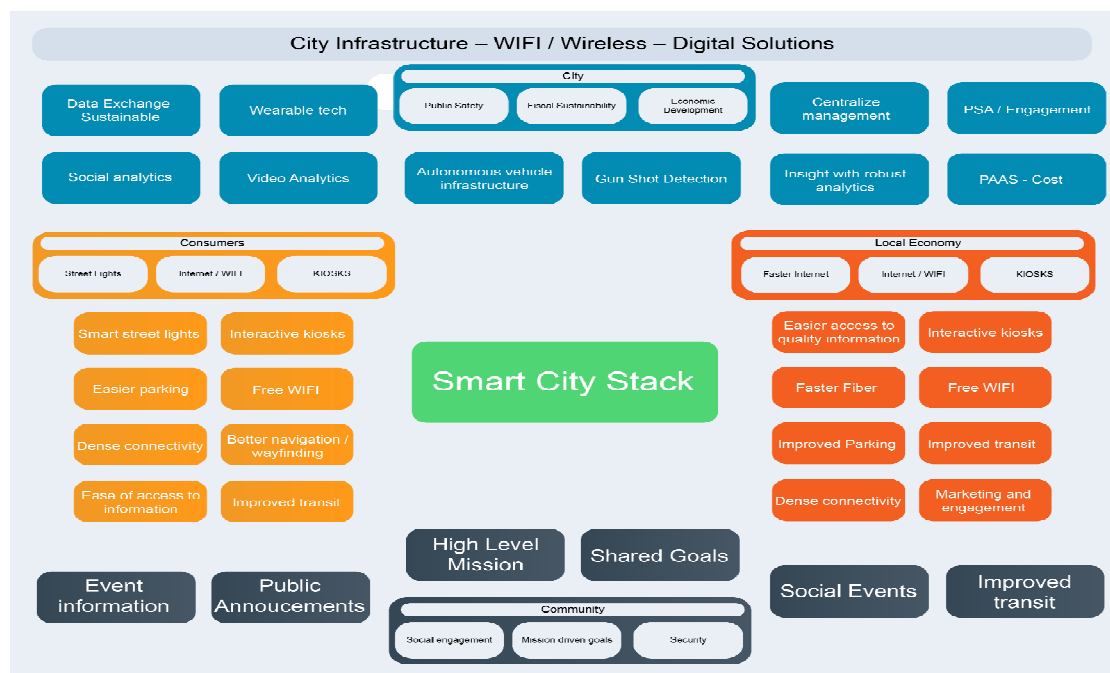 City Infrastructure – WIFI / Wireless – Digital Solutions
City
Public Safety
Fiscal Sustainability
Economic
Development
Data Exchange
Sustainable
Wearable tech
Centralize
management
PSA / Engagement
Social analytics
Video Analytics
Autonomous vehicle
infrastructure
Gun Shot Detection
Insight with robust
analytics
PAAS - Cost
Consumers
Street Lights
Internet / WIFI
KIOSKS
Local Economy
Faster Internet
Internet / WIFI
KIOSKS
Smart street lights
Interactive kiosks
Easier parking
Free WIFI
Dense connectivity
Better navigation /
wayfinding
Ease of access to
information
Improved transit
Smart City Stack
Easier access to
quality information
Interactive kiosks
Faster Fiber
Free WIFI
Improved Parking
Improved transit
Dense connectivity
Marketing and
engagement
High Level
Mission
Shared Goals
Event
information
Public
Annoucements
Social Events
Improved
transit
Community
Social engagement
Mission driven goals
Security